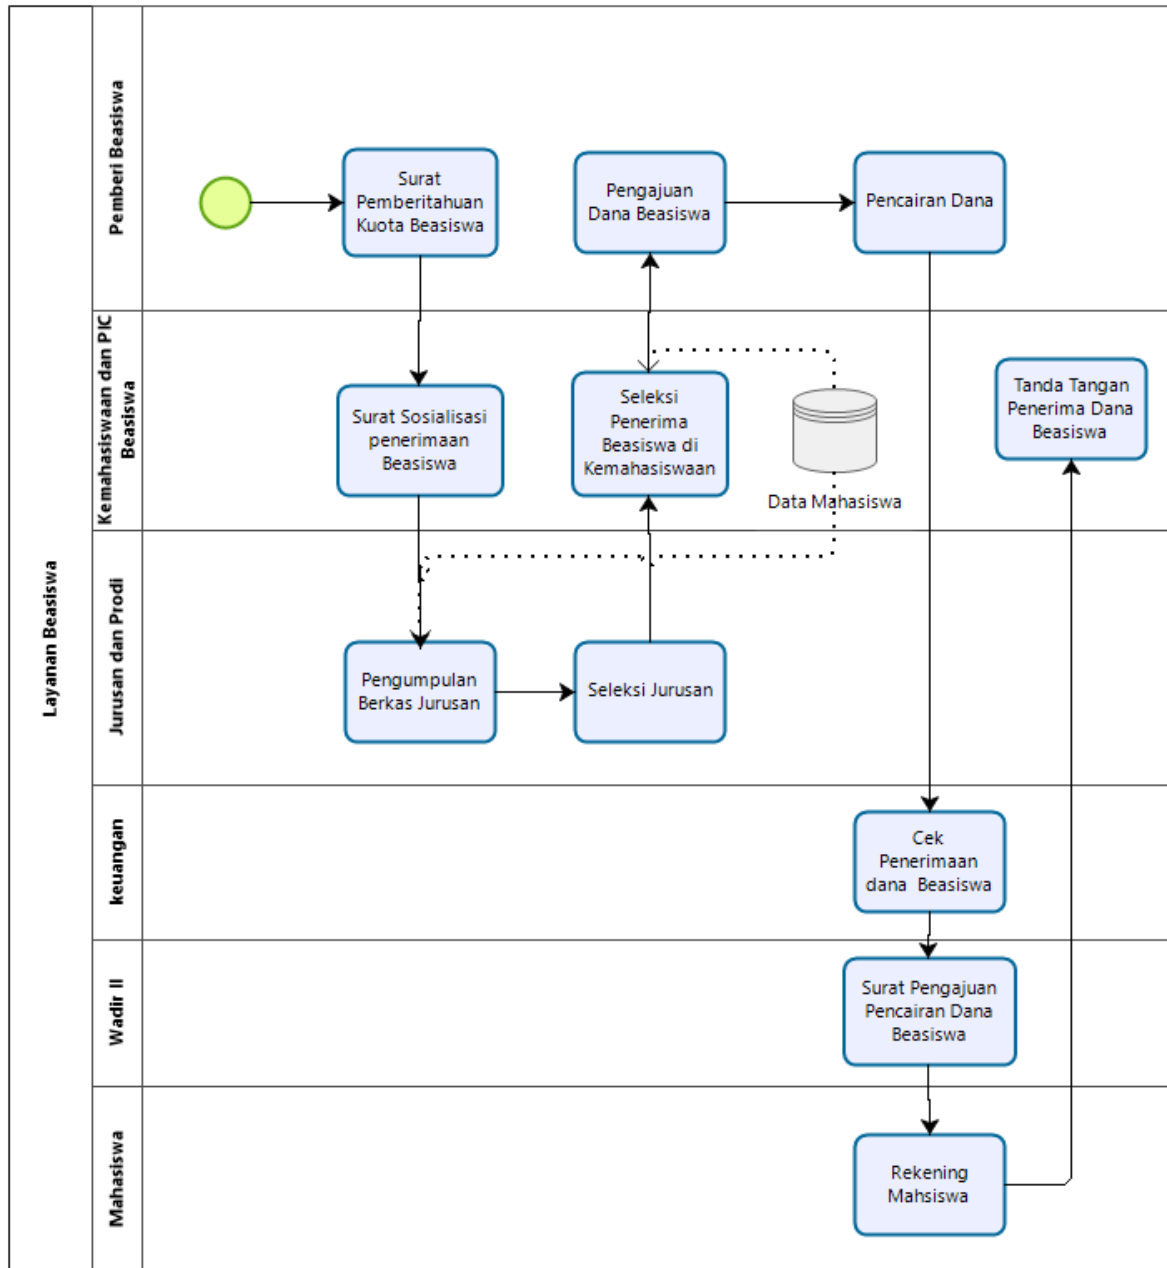 Layanan Beasiswa
Pemberi Beasiswa
Surat
Pemberitahuan
Kuota Beasiswa
Pengajuan
Dana Beasiswa
Pencairan Dana
Kemahasiswaan dan PIC
Beasiswa
Surat Sosialisasi
penerimaan
Beasiswa
Seleksi
Penerima
Beasiswa di
Kemahasiswaan
Data Mahasiswa
Tanda Tangan
Penerima Dana
Beasiswa
Jurusan dan Prodi
Pengumpulan
Berkas Jurusan
Seleksi Jurusan
keuangan
Cek
Penerimaan
dana Beasiswa
Wadir II
Surat Pengajuan
Pencairan Dana
Beasiswa
Mahasiswa
Rekening
Mahsiswa